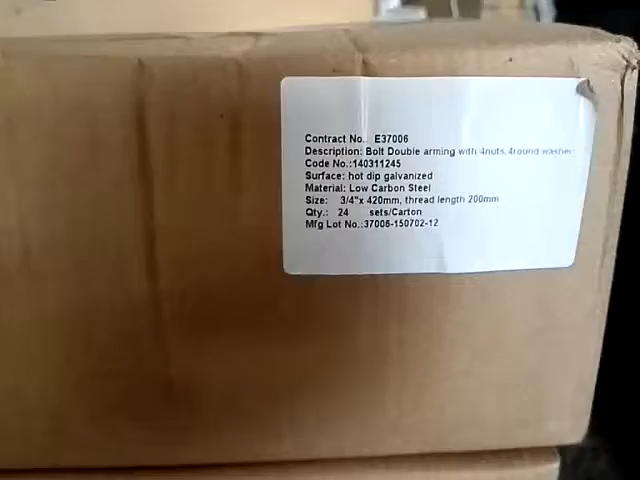 Contract No. E37006
Description: Bolt Double arming with 4nuts, 4round washer
Code No.:140311245
Surface: hot dip galvanized
Material: Low Carbon Steel
Size: 3/4"x 420mm, thread length 200mm
Qty.: 24 sets/Carton
Mfg Lot No.:37006-150702-12